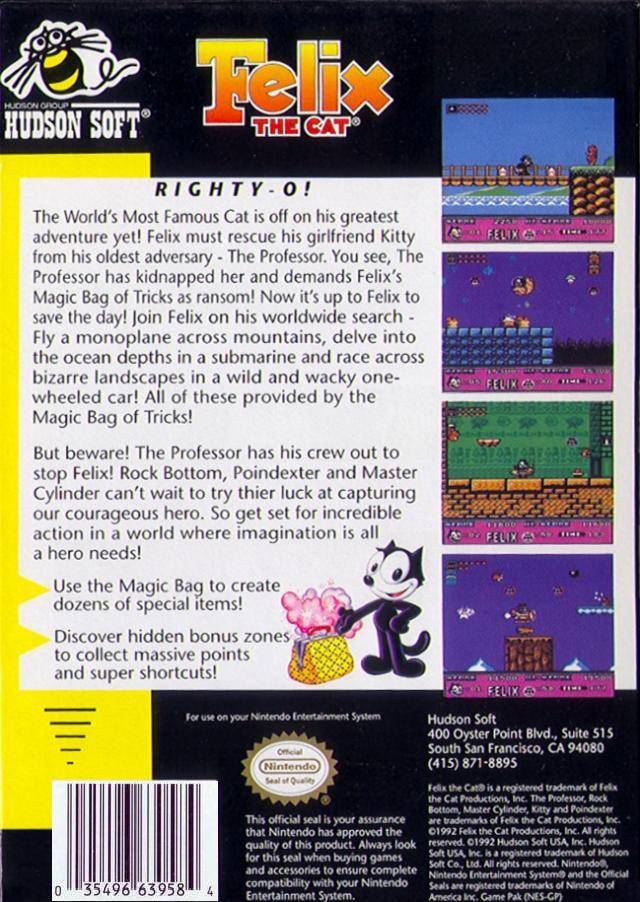 HUDSON GROUP
HUDSON SOFT®
Felix
THE CAT®
RIGHTY-O!
The World's Most Famous Cat is off on his greatest
adventure yet! Felix must rescue his girlfriend Kitty
from his oldest adversary - The Professor. You see, The
Professor has kidnapped her and demands Felix's
Magic Bag of Tricks as ransom! Now it's up to Felix to
save the day! Join Felix on his worldwide search -
Fly a monoplane across mountains, delve into
the ocean depths in a submarine and race across
bizarre landscapes in a wild and wacky one-
wheeled car! All of these provided by the
Magic Bag of Tricks!
But beware! The Professor has his crew out to
stop Felix! Rock Bottom, Poindexter and Master
Cylinder can't wait to try thier luck at capturing
our courageous hero. So get set for incredible
action in a world where imagination is all
a hero needs!
Use the Magic Bag to create
dozens of special items!
Discover hidden bonus zones
to collect massive points
and super shortcuts!
FELIX
FELIX
FELIX
FELIX
For use on your Nintendo Entertainment System
Official
Nintendo
Seal of Quality
®
This official seal is your assurance
that Nintendo has approved the
quality of this product. Always look
for this seal when buying games
and accessories to ensure complete
compatibility with your Nintendo
Entertainment System.
Hudson Soft
400 Oyster Point Blvd., Suite 515
South San Francisco, CA 94080
(415) 871-8895
Felix the Cat® is a registered trademark of Felix
the Cat Productions, Inc. The Professor, Rock
Bottom, Master Cylinder, Kitty and Poindexter
are trademarks of Felix the Cat Productions, Inc.
©1992 Felix the Cat Productions, Inc. All rights
reserved. ©1992 Hudson Soft USA, Inc. Hudson
Soft USA, Inc. is a registered trademark of Hudson
Soft Co., Ltd. All rights reserved. Nintendo®,
Nintendo Entertainment System® and the Official
Seals are registered trademarks of Nintendo of
America Inc. Game Pak (NES-GP)
0 35496 63958 4